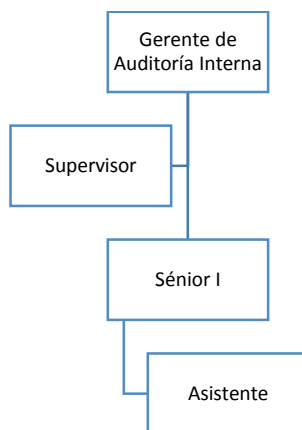 Gerente de
Auditoría Interna
Supervisor
Sénior I
Asistente